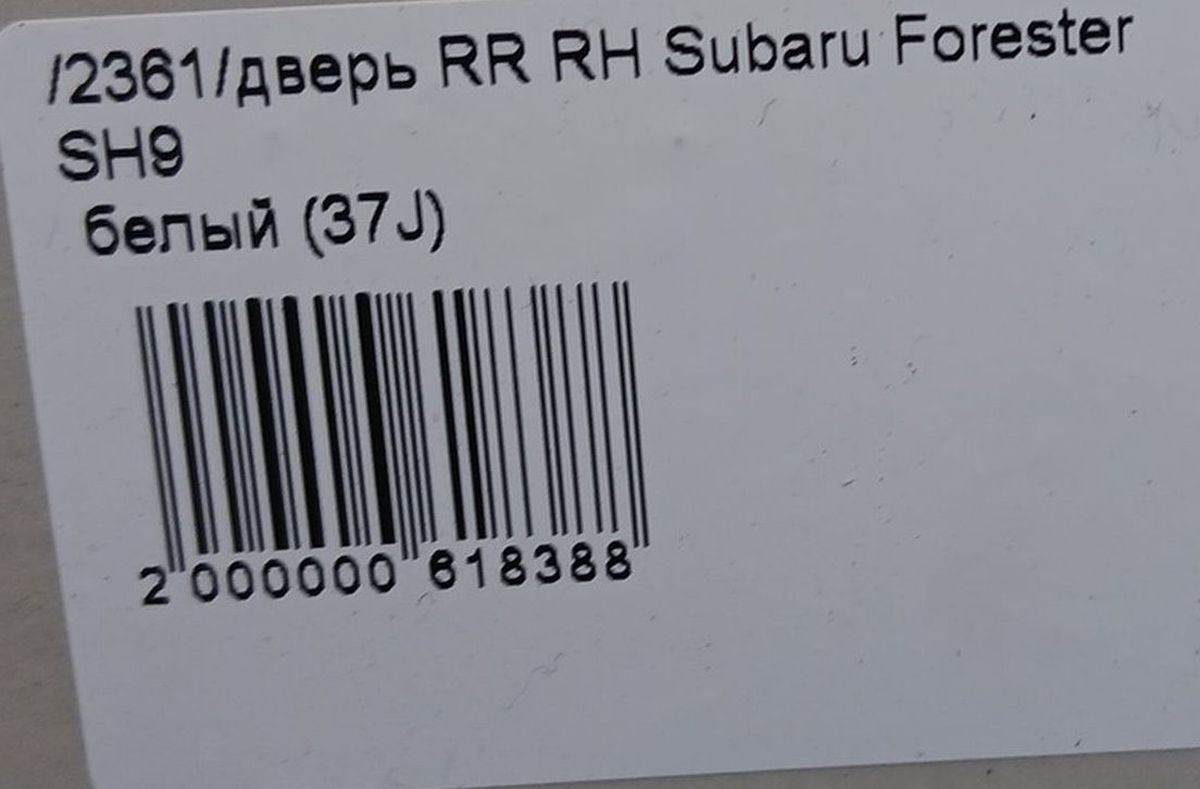 /2361/дверь RR RH Subaru Forester
SH9
белый (37J)
2 000000 618388